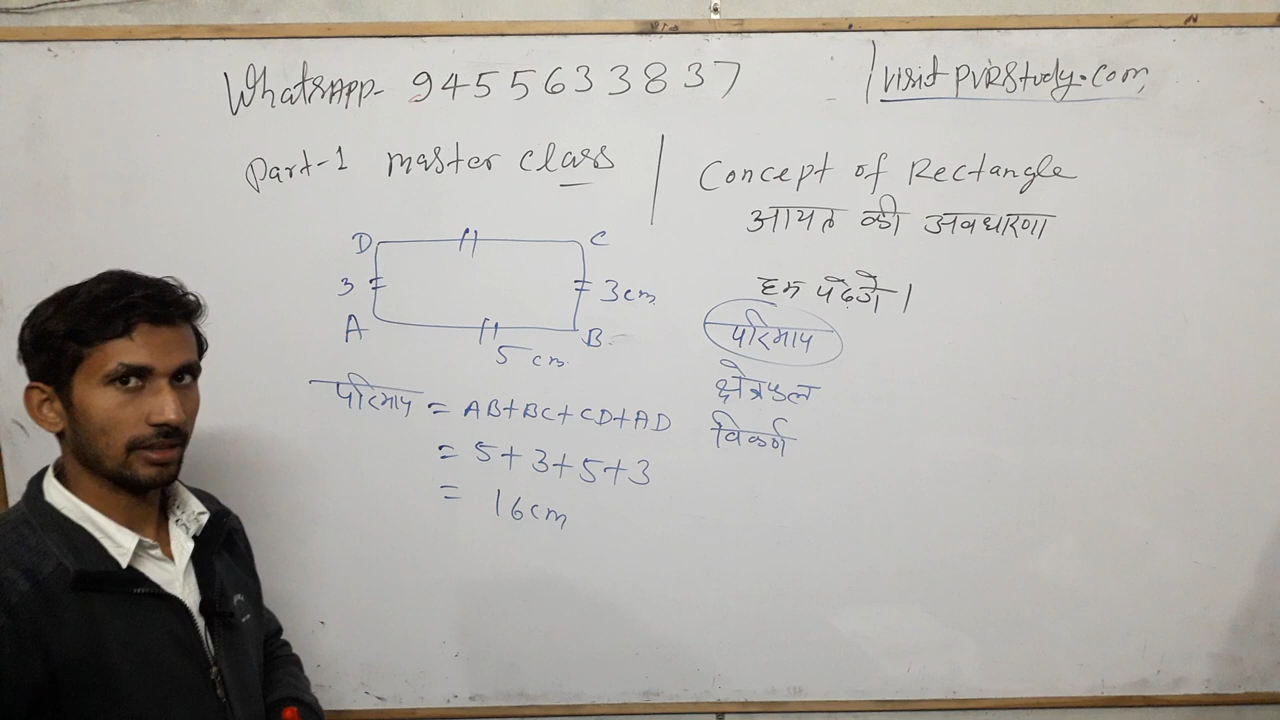 WhatsAPP- 9455633837
visit PVRStudy.com
Part-1 master class
Concept of Rectangle
आयत की अवधारणा
हम पढ़ेंगे ।
परिमाप
क्षेत्रफल
विकर्ण
D C
3 3cm
A B
5 cm
परिमाप = AB+BC+CD+AD
= 5+3+5+3
= 16cm